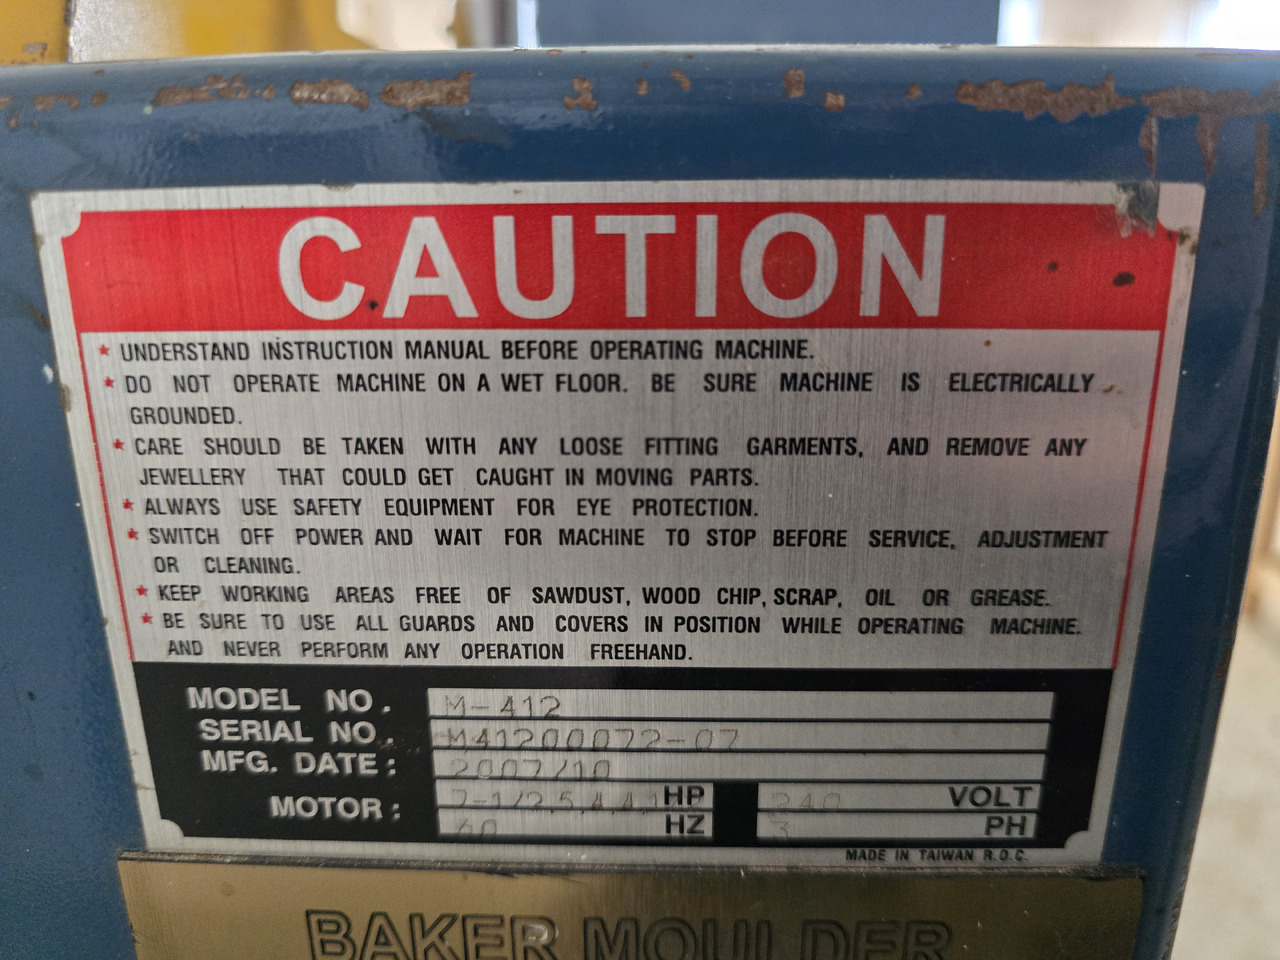 CAUTION
* UNDERSTAND INSTRUCTION MANUAL BEFORE OPERATING MACHINE.
* DO NOT OPERATE MACHINE ON A WET FLOOR. BE SURE MACHINE IS ELECTRICALLY
GROUNDED.
* CARE SHOULD BE TAKEN WITH ANY LOOSE FITTING GARMENTS, AND REMOVE ANY
JEWELLERY THAT COULD GET CAUGHT IN MOVING PARTS.
* ALWAYS USE SAFETY EQUIPMENT FOR EYE PROTECTION.
* SWITCH OFF POWER AND WAIT FOR MACHINE TO STOP BEFORE SERVICE, ADJUSTMENT
OR CLEANING.
* KEEP WORKING AREAS FREE OF SAWDUST, WOOD CHIP, SCRAP, OIL OR GREASE.
* BE SURE TO USE ALL GUARDS AND COVERS IN POSITION WHILE OPERATING MACHINE.
AND NEVER PERFORM ANY OPERATION FREEHAND.
MODEL NO. M-412
SERIAL NO. M41200072-07
MFG. DATE: 2007/10
MOTOR: HP 240 VOLT
60 HZ 3 PH
MADE IN TAIWAN R.O.C.
BAKER MOULDER